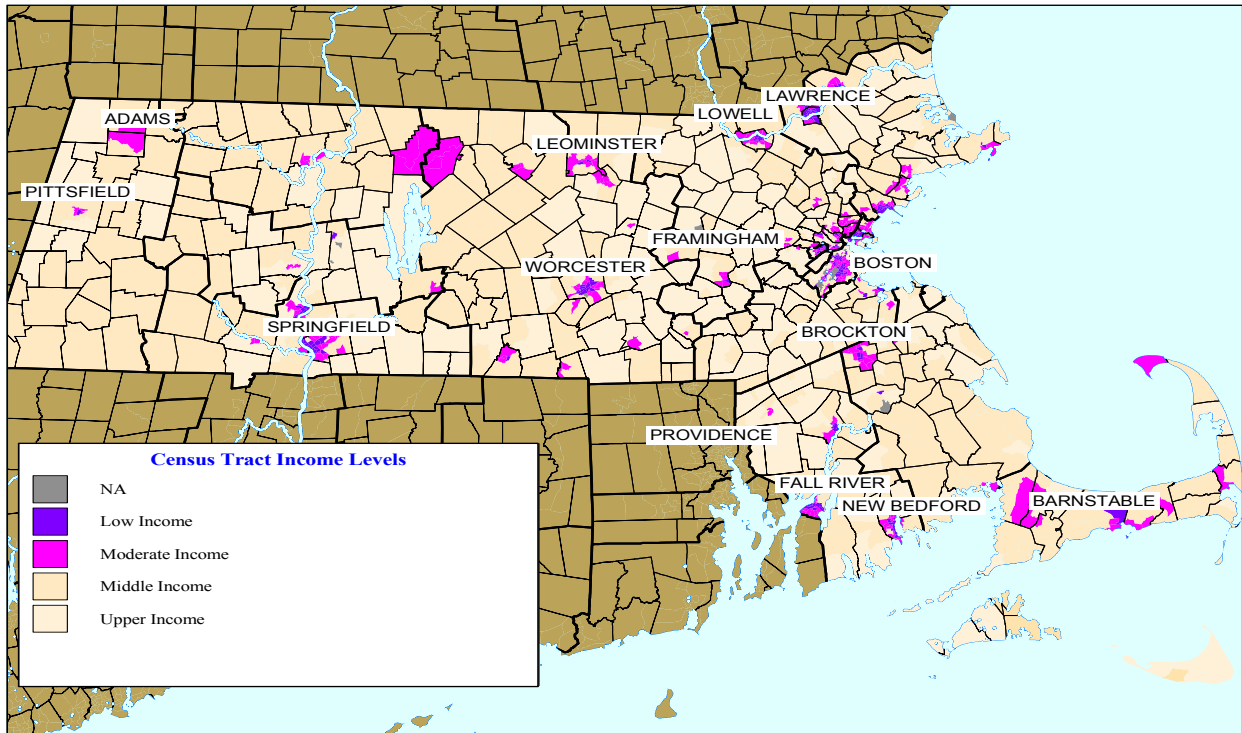 ADAMS
LAWRENCE
LOWELL
LEOMINSTER
PITTSFIELD
FRAMINGHAM
WORCESTER
BOSTON
SPRINGFIELD
BROCKTON
PROVIDENCE
FALL RIVER
NEW BEDFORD
BARNSTABLE
Census Tract Income Levels
NA
Low Income
Moderate Income
Middle Income
Upper Income